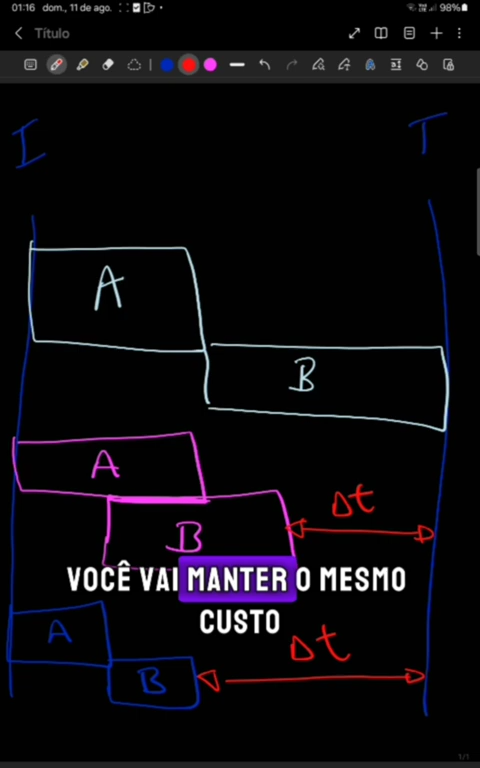 01:16 dom., 11 de ago.
98%
Título
I T
A
B
A
Δt
B
VOCÊ VAI MANTER O MESMO
CUSTO
A
Δt
B
1/1